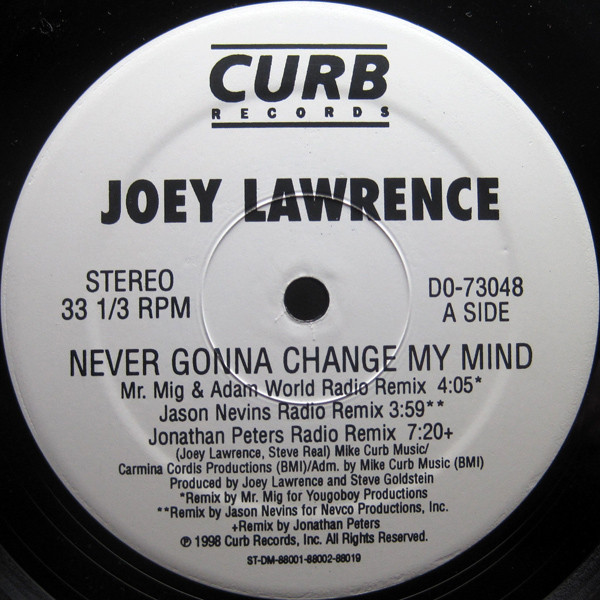 CURB
RECORDS
JOEY LAWRENCE
STEREO
33 1/3 RPM
D0-73048
A SIDE
NEVER GONNA CHANGE MY MIND
Mr. Mig & Adam World Radio Remix 4:05*
Jason Nevins Radio Remix 3:59**
Jonathan Peters Radio Remix 7:20+
(Joey Lawrence, Steve Real) Mike Curb Music/
Carmina Cordis Productions (BMI)/Adm. by Mike Curb Music (BMI)
Produced by Joey Lawrence and Steve Goldstein
*Remix by Mr. Mig for Yougoboy Productions
**Remix by Jason Nevins for Nevco Productions, Inc.
+Remix by Jonathan Peters
℗ 1998 Curb Records, Inc. All Rights Reserved.
ST-DM-88001-88002-88019